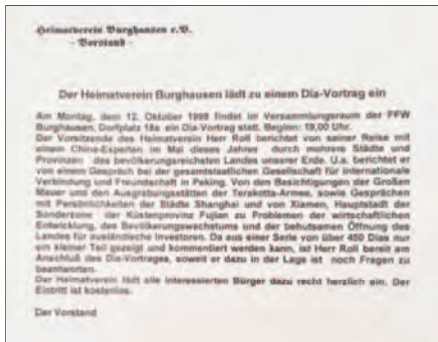 Heimatverein Burghausen e.V.
- Vorstand -
Der Heimatverein Burghausen lädt zu einem Dia-Vortrag ein
Am Montag, dem 12. Oktober 1998 findet im Versammlungsraum der FFW
Burghausen, Dorfplatz 18a ein Dia-Vortrag statt. Beginn: 19.00 Uhr.
Der Vorsitzende des Heimatverein Herr Roll berichtet von seiner Reise mit
einem China-Experten im Mai dieses Jahres durch mehrere Städte und
Provinzen des bevölkerungsreichsten Landes unserer Erde. U.a. berichtet er
von einem Gespräch bei der gesamtstaatlichen Gesellschaft für internationale
Verbindung und Freundschaft in Peking. Von den Besichtigungen der Großen
Mauer und den Ausgrabungsstätten der Terakotta-Armee, sowie Gesprächen
mit Persönlichkeiten der Städte Shanghai und von Xiamen, Hauptstadt der
Sonderzone der Küstenprovinz Fujian zu Problemen der wirtschaftlichen
Entwicklung, des Bevölkerungswachstums und der behutsamen Öffnung des
Landes für ausländische Investoren. Da aus einer Serie von über 450 Dias nur
ein kleiner Teil gezeigt und kommentiert werden kann, ist Herr Roll bereit am
Anschluß des Dia-Vortrages, soweit er dazu in der Lage ist noch Fragen zu
beantworten.
Der Heimatverein lädt alle interessierten Bürger dazu recht herzlich ein. Der
Eintritt ist kostenlos.
Der Vorstand